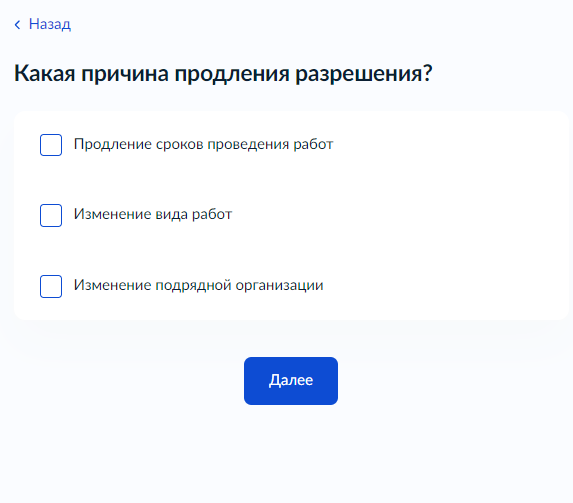 Назад
Какая причина продления разрешения?
Продление сроков проведения работ
Изменение вида работ
Изменение подрядной организации
Далее